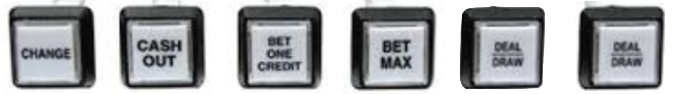 CHANGE
CASH
OUT
BET
ONE
CREDIT
BET
MAX
DEAL
DRAW
DEAL
DRAW